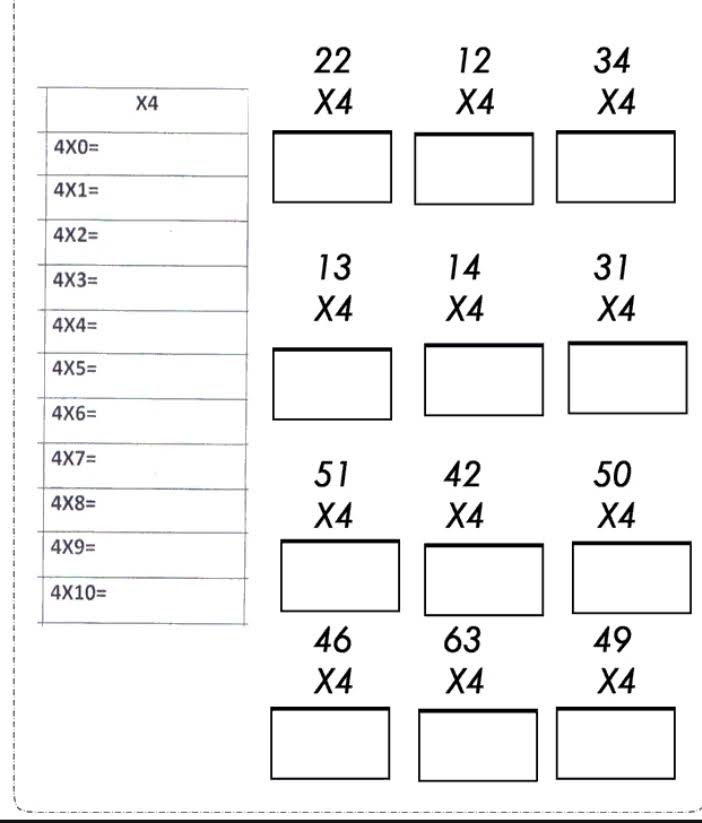 X4
4X0=
4X1=
4X2=
4X3=
4X4=
4X5=
4X6=
4X7=
4X8=
4X9=
4X10=
22 12 34
X4 X4 X4
13 14 31
X4 X4 X4
51 42 50
X4 X4 X4
46 63 49
X4 X4 X4